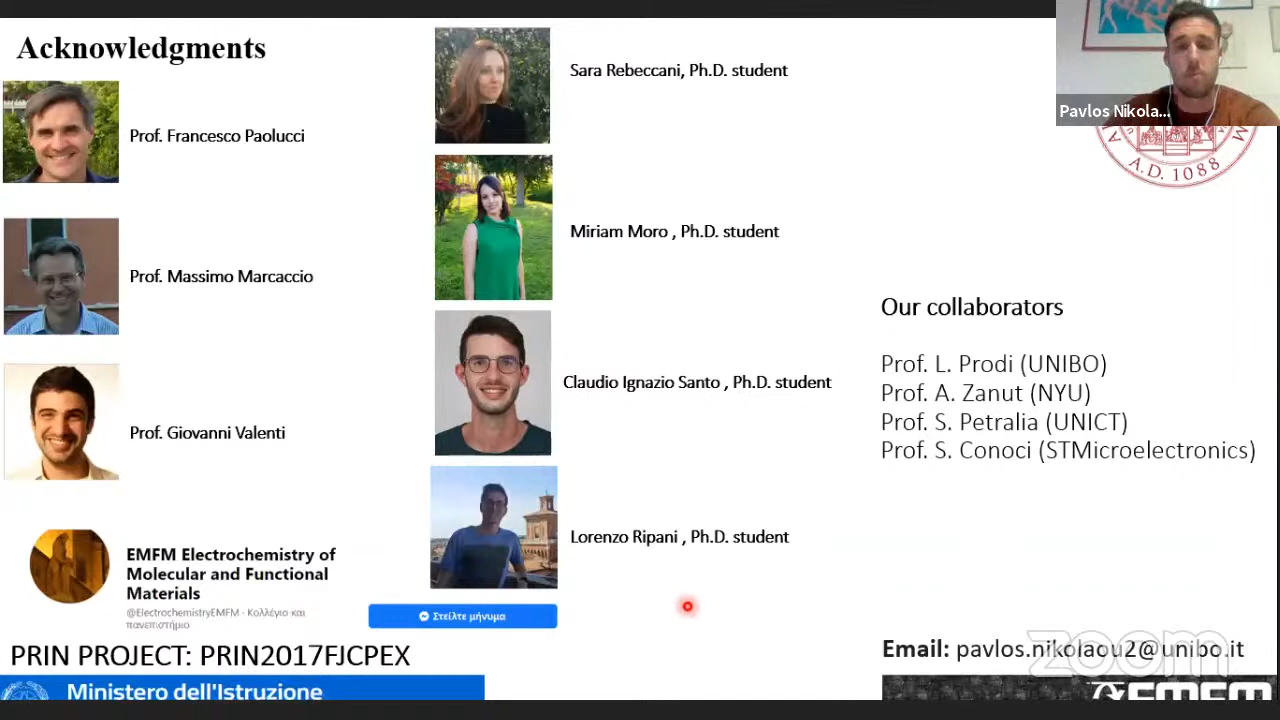 Acknowledgments
Prof. Francesco Paolucci
Prof. Massimo Marcaccio
Prof. Giovanni Valenti
EMFM Electrochemistry of
Molecular and Functional
Materials
@ElectrochemistryEMFM · Κολλέγιο και
πανεπιστήμιο
Στείλτε μήνυμα
PRIN PROJECT: PRIN2017FJCPEX
Ministero dell'Istruzione
Sara Rebeccani, Ph.D. student
Miriam Moro , Ph.D. student
Claudio Ignazio Santo , Ph.D. student
Lorenzo Ripani , Ph.D. student
Pavlos Nikola...
A.D. 1088
Our collaborators
Prof. L. Prodi (UNIBO)
Prof. A. Zanut (NYU)
Prof. S. Petralia (UNICT)
Prof. S. Conoci (STMicroelectronics)
Email: pavlos.nikolaou2@unibo.it
zoom
EMFM